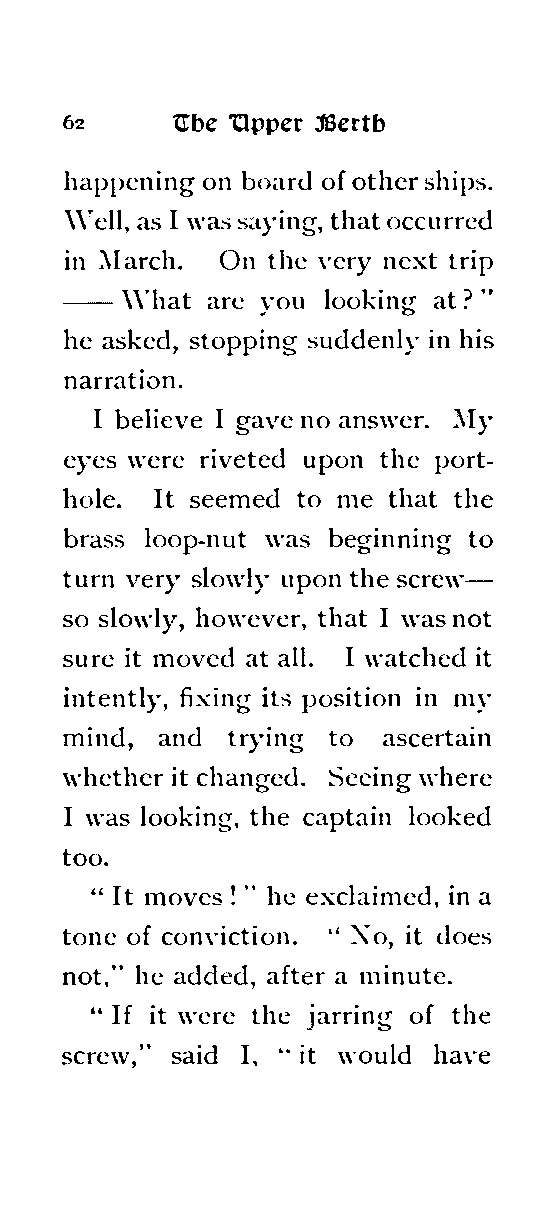 62 The Upper Berth
happening on board of other ships.
Well, as I was saying, that occurred
in March. On the very next trip
—— What are you looking at?"
he asked, stopping suddenly in his
narration.
I believe I gave no answer. My
eyes were riveted upon the port-
hole. It seemed to me that the
brass loop-nut was beginning to
turn very slowly upon the screw—
so slowly, however, that I was not
sure it moved at all. I watched it
intently, fixing its position in my
mind, and trying to ascertain
whether it changed. Seeing where
I was looking, the captain looked
too.
"It moves!" he exclaimed, in a
tone of conviction. "No, it does
not," he added, after a minute.
"If it were the jarring of the
screw," said I, "it would have